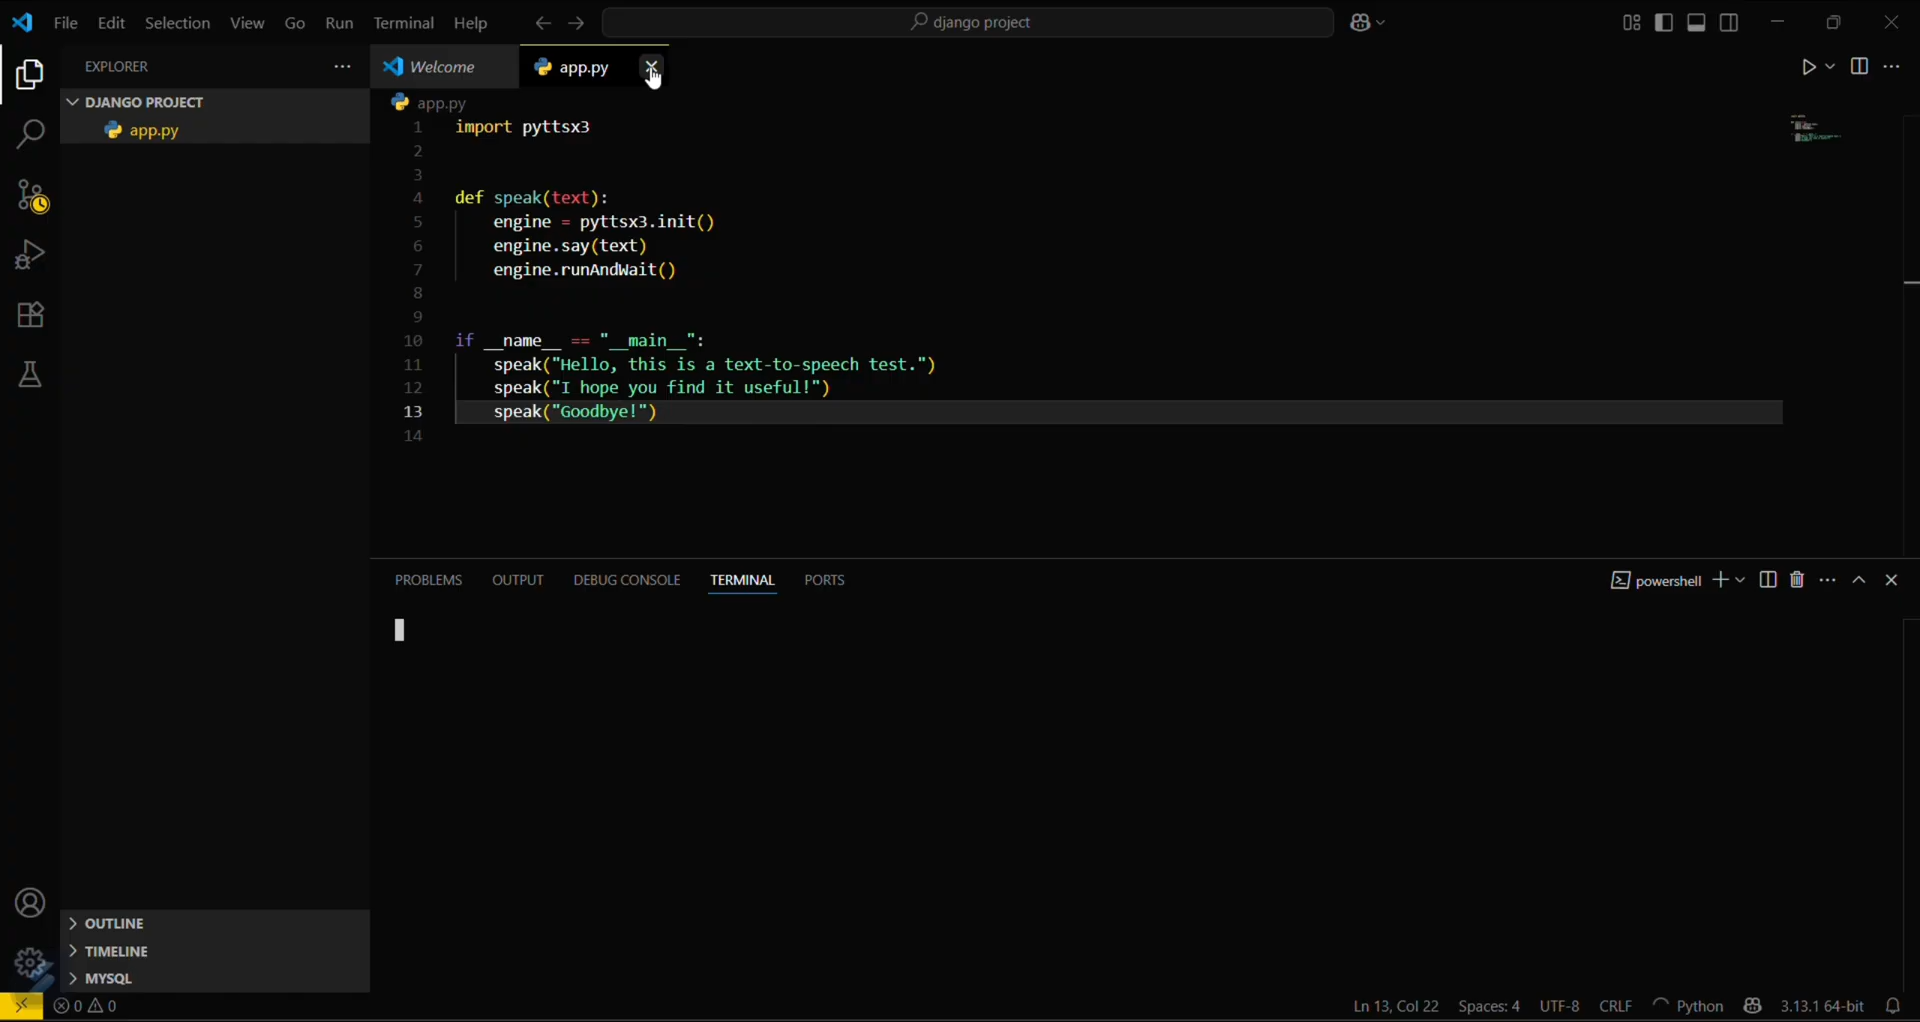 File Edit Selection View Go Run Terminal Help
django project
EXPLORER
Welcome
app.py
DJANGO PROJECT
app.py
app.py
1 import pyttsx3
2
3
4 def speak(text):
5 engine = pyttsx3.init()
6 engine.say(text)
7 engine.runAndWait()
8
9
10 if __name__ == "__main__":
11 speak("Hello, this is a text-to-speech test.")
12 speak("I hope you find it useful!")
13 speak("Goodbye!")
14
PROBLEMS OUTPUT DEBUG CONSOLE TERMINAL PORTS
powershell
OUTLINE
TIMELINE
MYSQL
0 0
Ln 13, Col 22 Spaces: 4 UTF-8 CRLF Python 3.13.1 64-bit